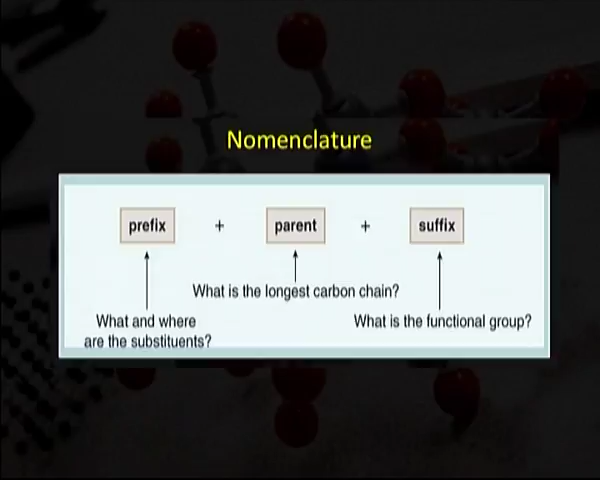 Nomenclature
prefix + parent + suffix
What is the longest carbon chain?
What and where
are the substituents?
What is the functional group?